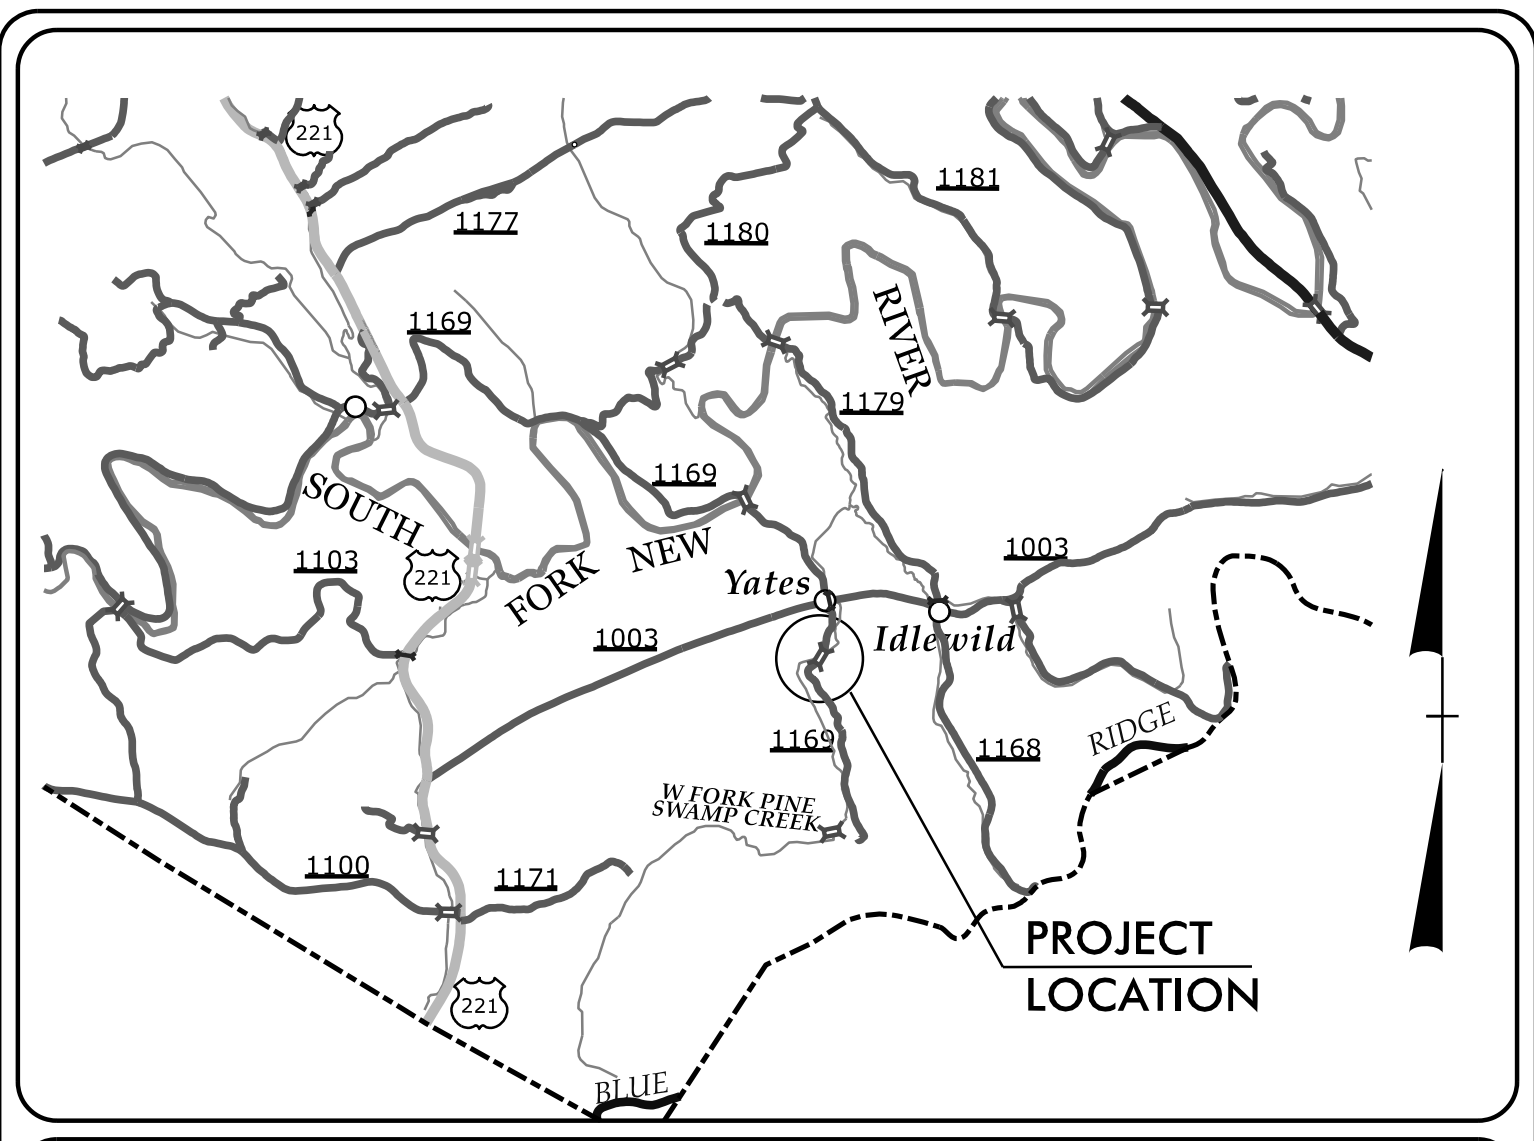 221
1181
1177
1180
RIVER
1169
1179
1169
SOUTH
NEW
1003
1103
221
FORK
Yates
1003
Idlewild
RIDGE
1169
1168
W FORK PINE
SWAMP CREEK
1100
1171
PROJECT
LOCATION
221
BLUE